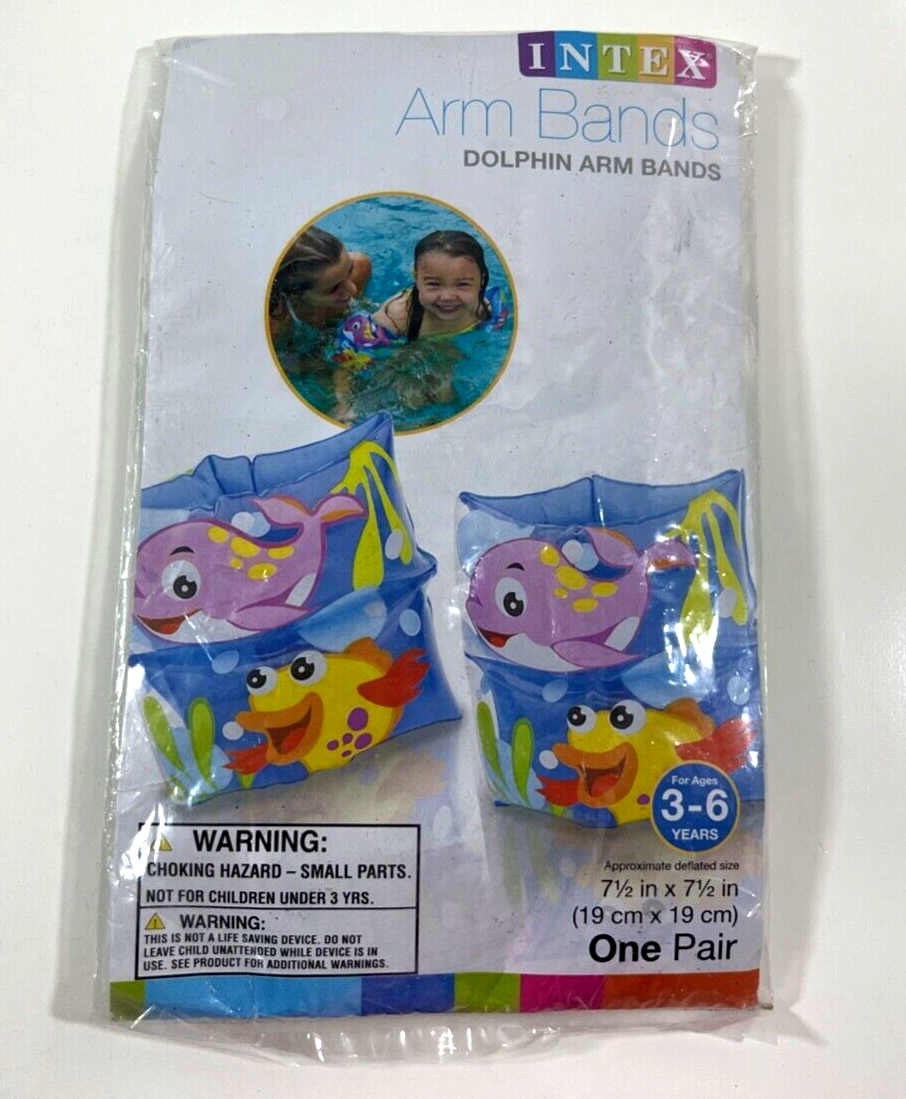 INTEX
Arm Bands
DOLPHIN ARM BANDS
For Ages
3-6
YEARS
Approximate deflated size
7½ in x 7½ in
(19 cm x 19 cm)
One Pair
WARNING:
CHOKING HAZARD – SMALL PARTS.
NOT FOR CHILDREN UNDER 3 YRS.
WARNING:
THIS IS NOT A LIFE SAVING DEVICE. DO NOT
LEAVE CHILD UNATTENDED WHILE DEVICE IS IN
USE. SEE PRODUCT FOR ADDITIONAL WARNINGS.